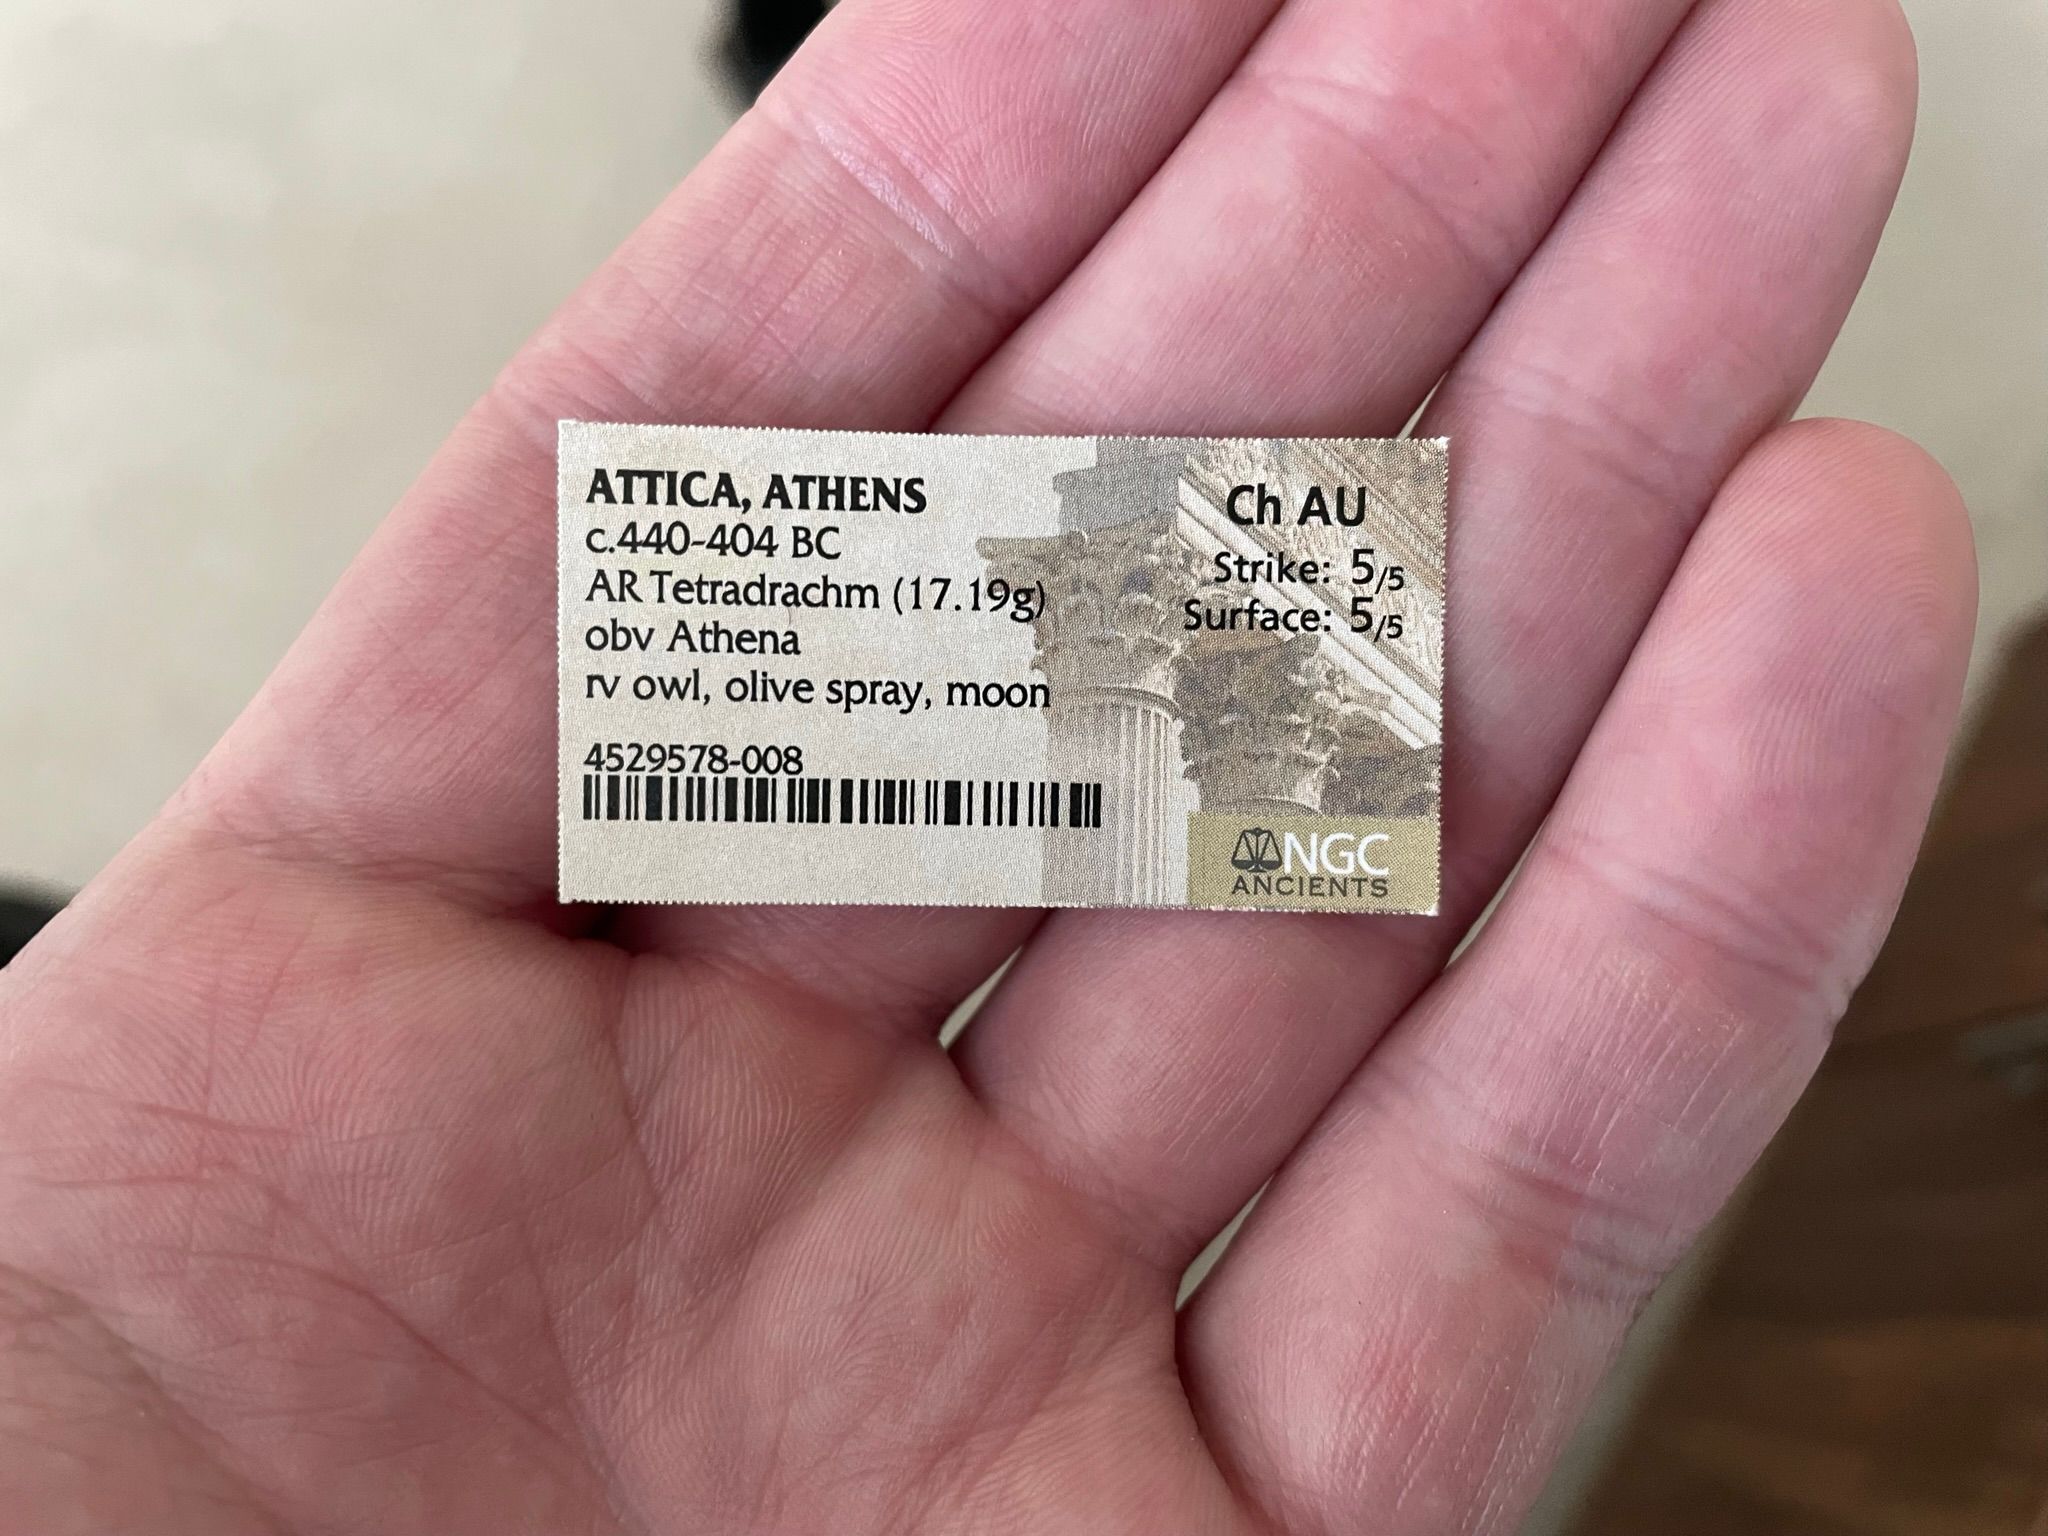 ATTICA, ATHENS
c.440-404 BC
AR Tetradrachm (17.19g)
obv Athena
rv owl, olive spray, moon
4529578-008
Ch AU
Strike: 5/5
Surface: 5/5
NGC
ANCIENTS